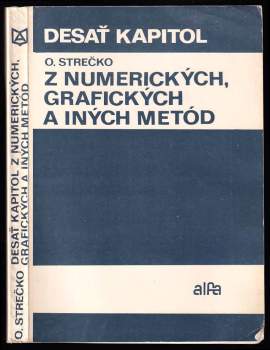 DESAŤ KAPITOL
O. STREČKO
Z NUMERICKÝCH,
GRAFICKÝCH
A INÝCH METÓD
alfa
O. STREČKO
DESAŤ KAPITOL Z NUMERICKÝCH,
GRAFICKÝCH A INÝCH METÓD